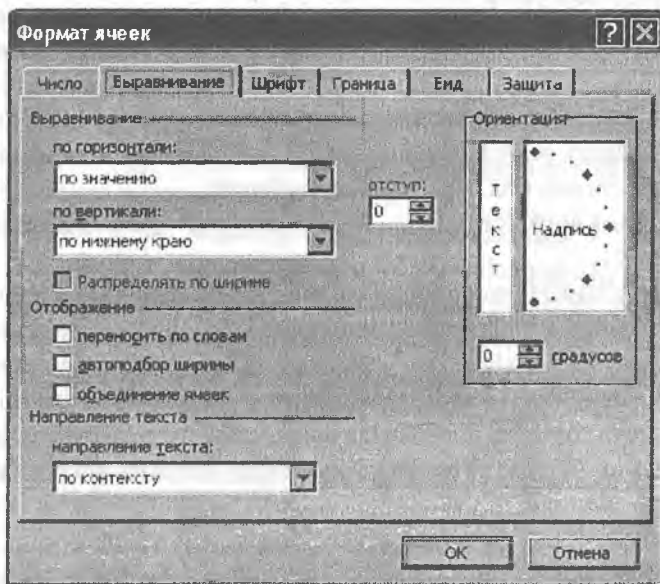 Формат ячеек
Число Выравнивание Шрифт Граница Вид Защита
Выравнивание
по горизонтали:
по значению
отступ:
0
по вертикали:
по нижнему краю
Распределять по ширине
Отображение
переносить по словам
автоподбор ширины
объединение ячеек
Направление текста
направление текста:
по контексту
Ориентация
Текст
Надпись
0 градусов
ОК Отмена